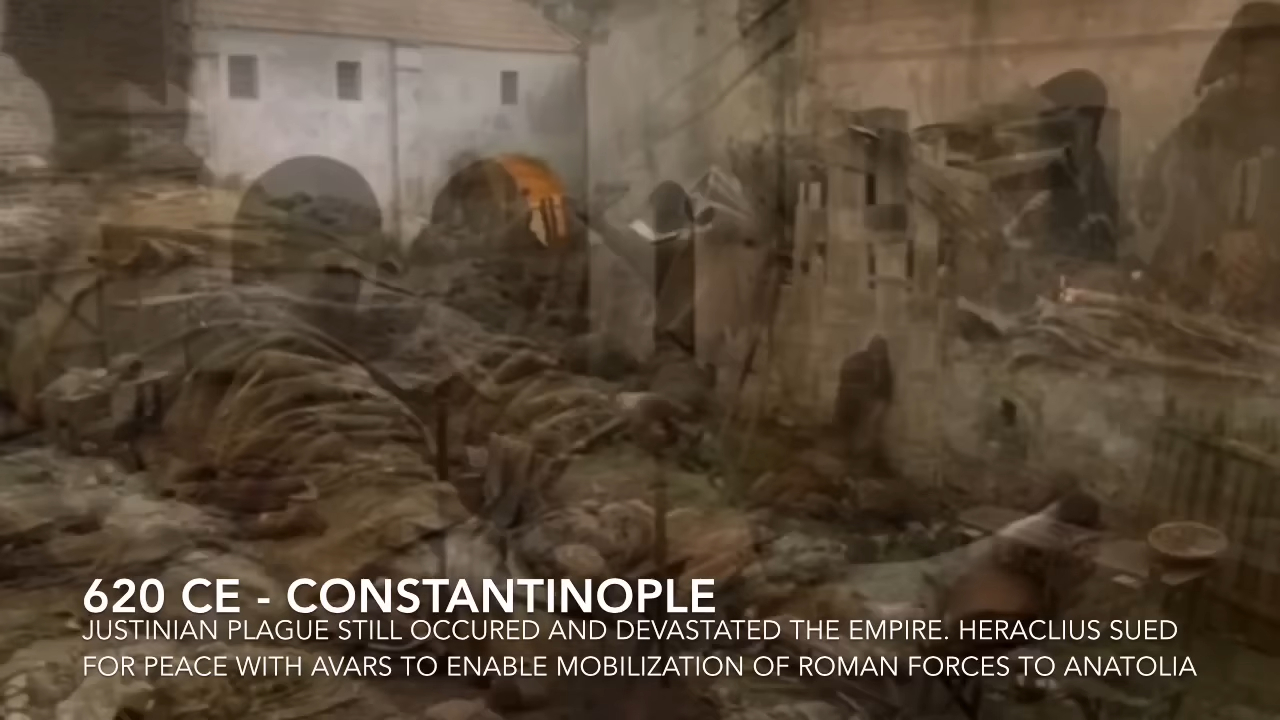 620 CE - CONSTANTINOPLE
JUSTINIAN PLAGUE STILL OCCURED AND DEVASTATED THE EMPIRE. HERACLIUS SUED
FOR PEACE WITH AVARS TO ENABLE MOBILIZATION OF ROMAN FORCES TO ANATOLIA